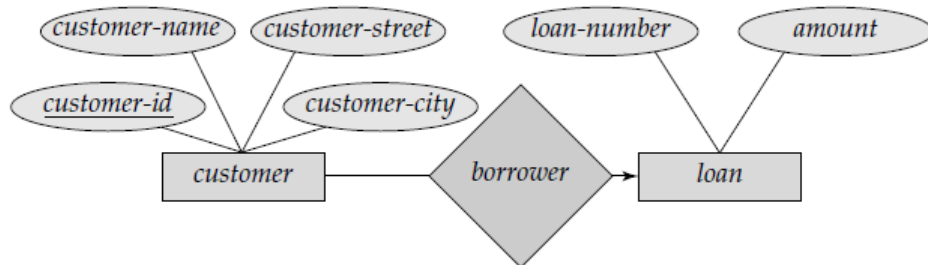 customer-name
customer-street
loan-number
amount
customer-id
customer-city
customer
borrower
loan